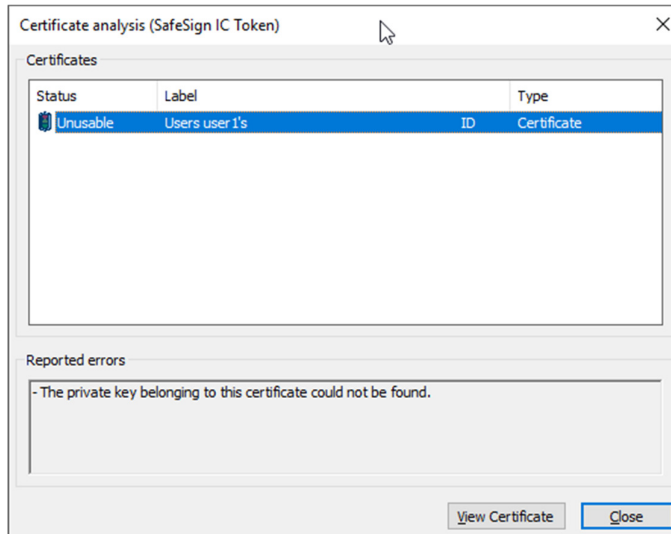 Certificate analysis (SafeSign IC Token)
Certificates
Status Label Type
Unusable Users user1's ID Certificate
Reported errors
- The private key belonging to this certificate could not be found.
View Certificate Close